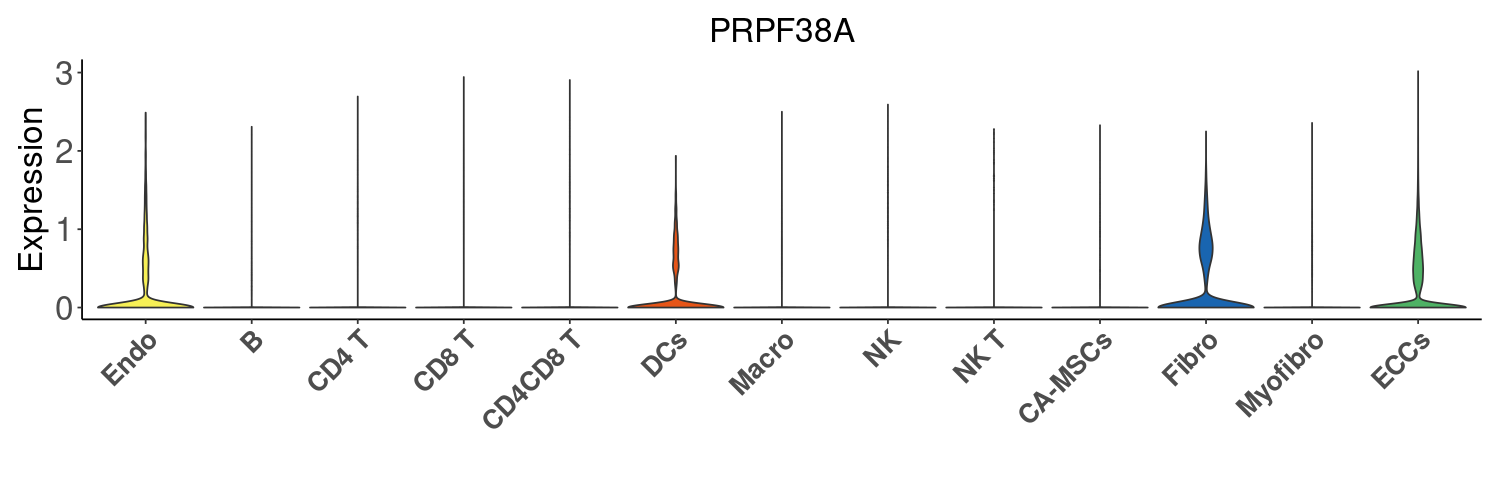 PRPF38A
Expression
3
2
1
0
Endo
B
CD4 T
CD8 T
CD4CD8 T
DCs
Macro
NK
NK T
CA-MSCs
Fibro
Myofibro
ECCs